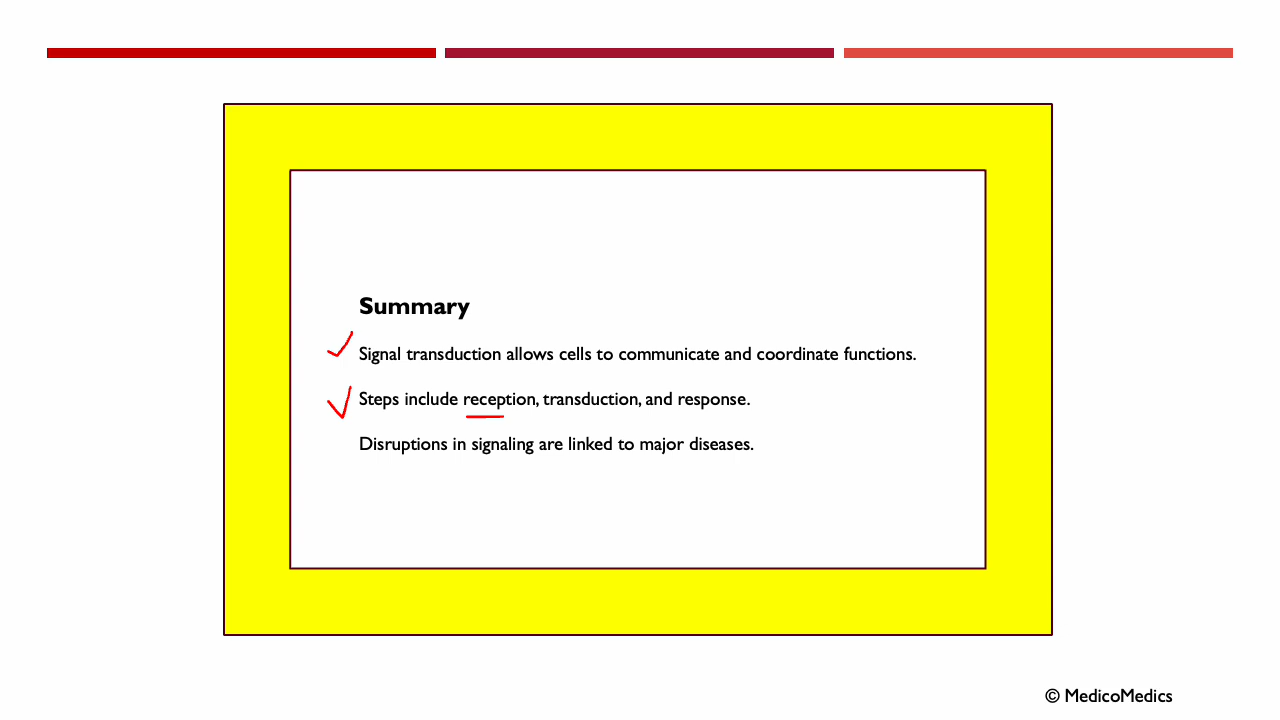 Summary
Signal transduction allows cells to communicate and coordinate functions.
Steps include reception, transduction, and response.
Disruptions in signaling are linked to major diseases.
© MedicoMedics